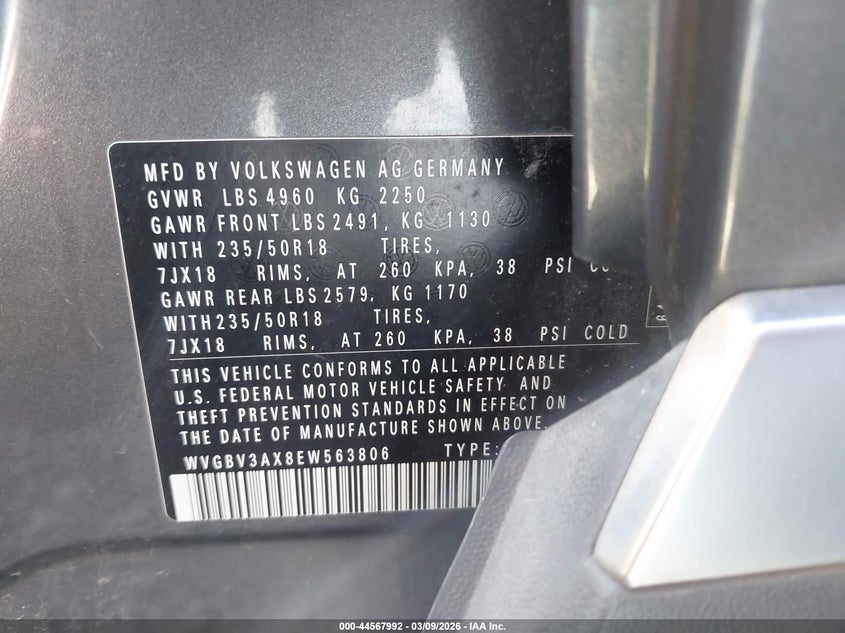 MFD BY VOLKSWAGEN AG GERMANY
GVWR LBS 4960 KG 2250
GAWR FRONT LBS 2491, KG 1130
WITH 235/50R18 TIRES,
7JX18 RIMS, AT 260 KPA, 38 PSI
GAWR REAR LBS 2579, KG 1170
WITH 235/50R18 TIRES,
7JX18 RIMS, AT 260 KPA, 38 PSI COLD
THIS VEHICLE CONFORMS TO ALL APPLICABLE
U.S. FEDERAL MOTOR VEHICLE SAFETY AND
THEFT PREVENTION STANDARDS IN EFFECT ON
THE DATE OF MANUFACTURE SHOWN ABOVE.
WVGBV3AX8EW563806 TYPE:
000-44567992 | 03/09/2026 | IAA Inc.